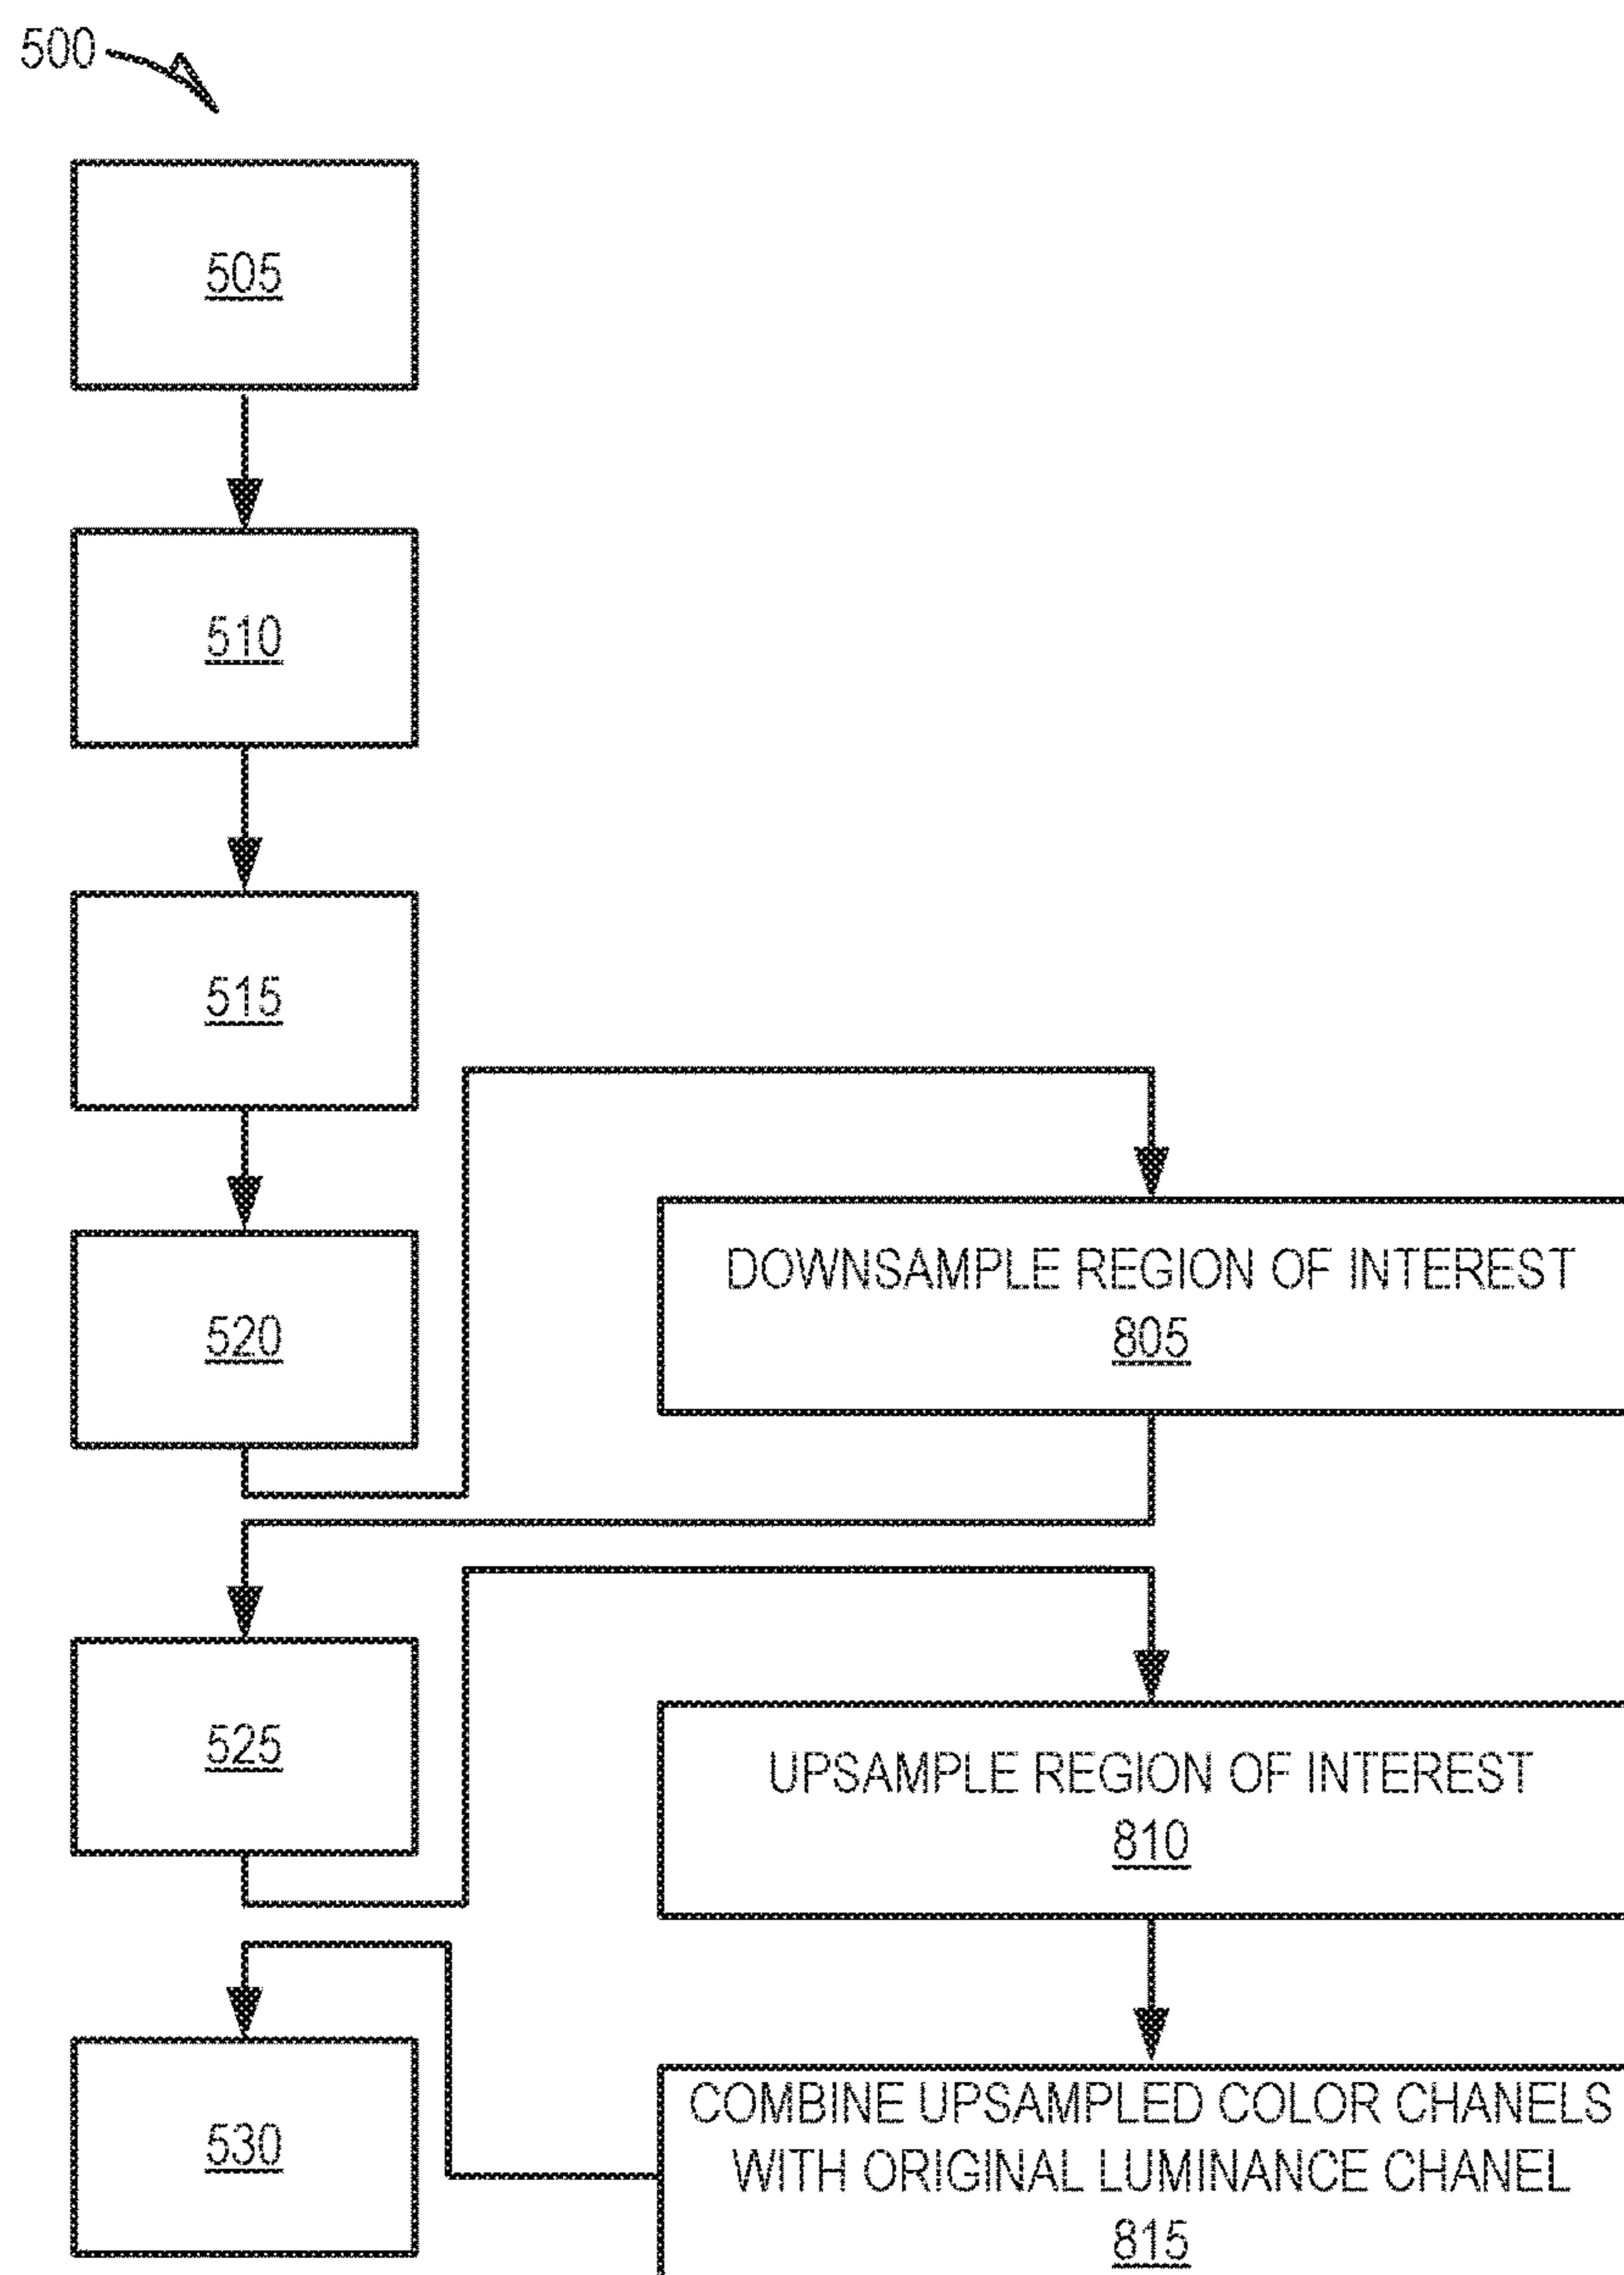 500
505
510
515
520
DOWNSAMPLE REGION OF INTEREST
805
525
UPSAMPLE REGION OF INTEREST
810
530
COMBINE UPSAMPLED COLOR CHANELS
WITH ORIGINAL LUMINANCE CHANEL
815